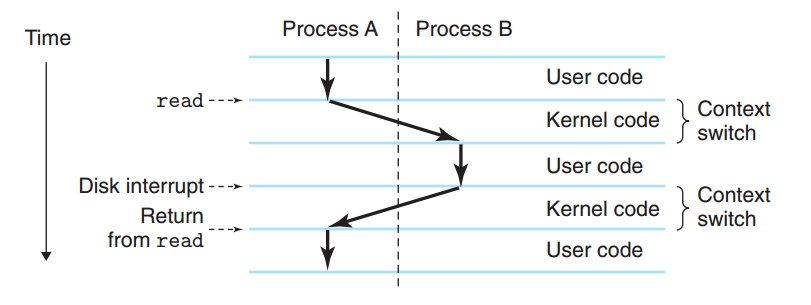 Process A
Process B
Time
User code
read
Kernel code
Context
switch
User code
Disk interrupt
Kernel code
Context
switch
Return
from read
User code